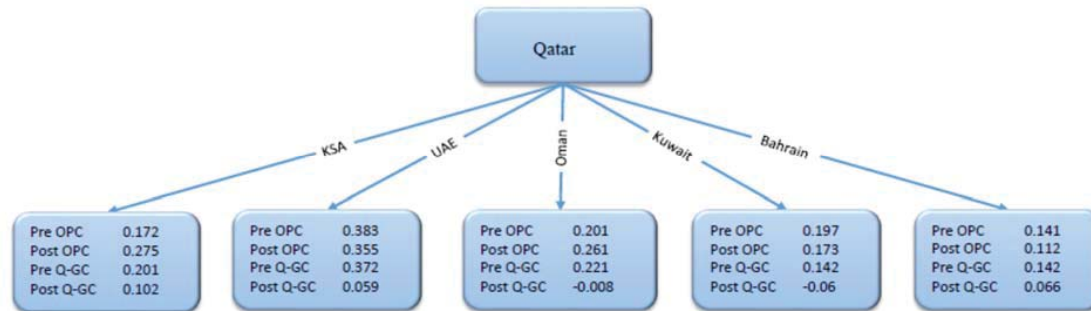 Qatar
KSA
UAE
Oman
Kuwait
Bahrain
Pre OPC 0.172
Post OPC 0.275
Pre Q-GC 0.201
Post Q-GC 0.102
Pre OPC 0.383
Post OPC 0.355
Pre Q-GC 0.372
Post Q-GC 0.059
Pre OPC 0.201
Post OPC 0.261
Pre Q-GC 0.221
Post Q-GC -0.008
Pre OPC 0.197
Post OPC 0.173
Pre Q-GC 0.142
Post Q-GC -0.06
Pre OPC 0.141
Post OPC 0.112
Pre Q-GC 0.142
Post Q-GC 0.066